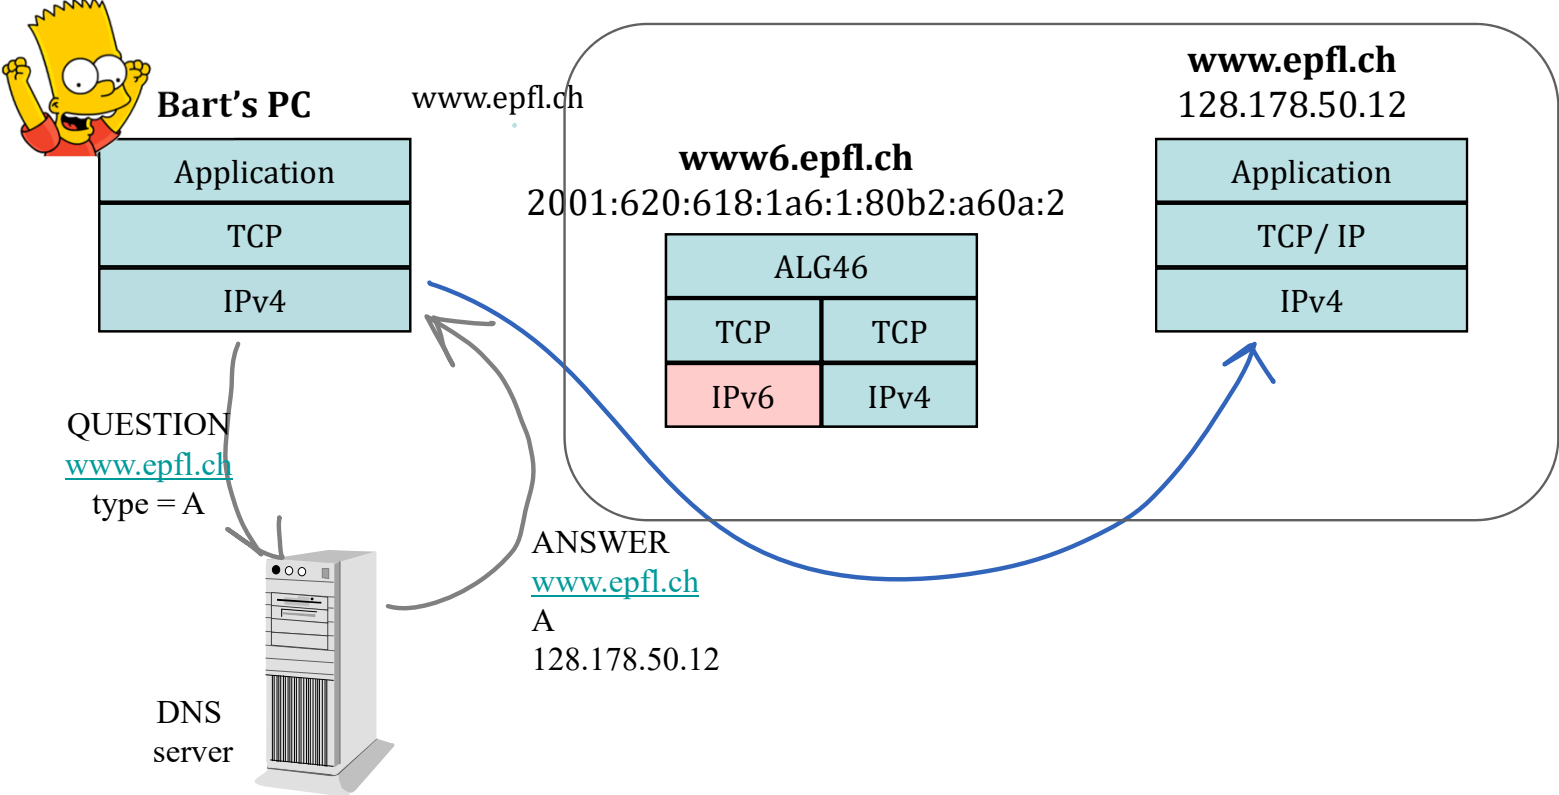 Bart's PC
Application
TCP
IPv4
www.epfl.ch
www6.epfl.ch
2001:620:618:1a6:1:80b2:a60a:2
ALG46
TCP TCP
IPv6 IPv4
www.epfl.ch
128.178.50.12
Application
TCP/ IP
IPv4
QUESTION
www.epfl.ch
type = A
ANSWER
www.epfl.ch
A
128.178.50.12
DNS
server